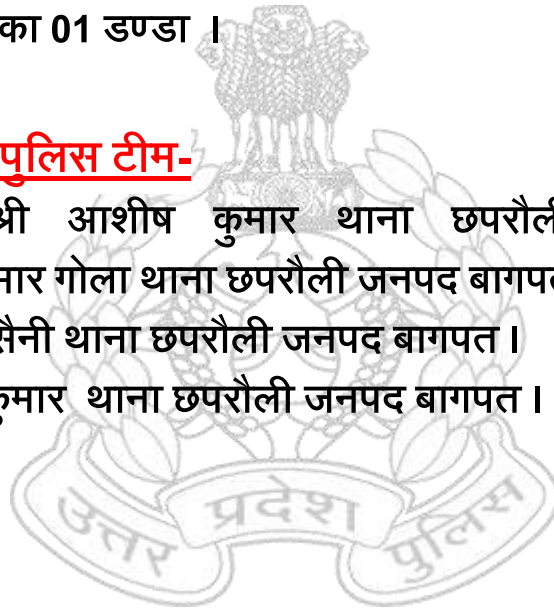 का 01 डण्डा ।
पुलिस टीम-
श्री आशीष कुमार थाना छपरौली
मार गोला थाना छपरौली जनपद बागपत
सैनी थाना छपरौली जनपद बागपत ।
कुमार थाना छपरौली जनपद बागपत ।
उत्तर प्रदेश पुलिस